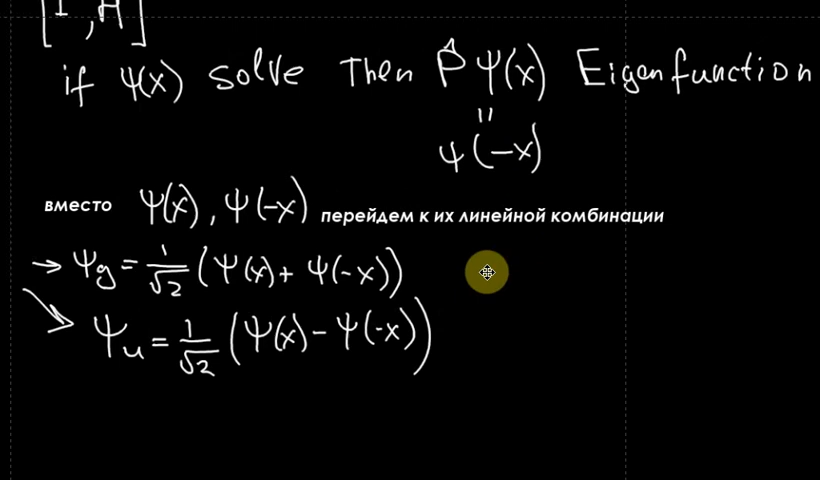 [I, H]
if ψ(x) solve Then P̂ ψ(x) Eigenfunction
=
ψ(-x)
вместо ψ(x), ψ(-x) перейдем к их линейной комбинации
→ ψg = 1/√2 (ψ(x) + ψ(-x))
→ ψu = 1/√2 (ψ(x) - ψ(-x))